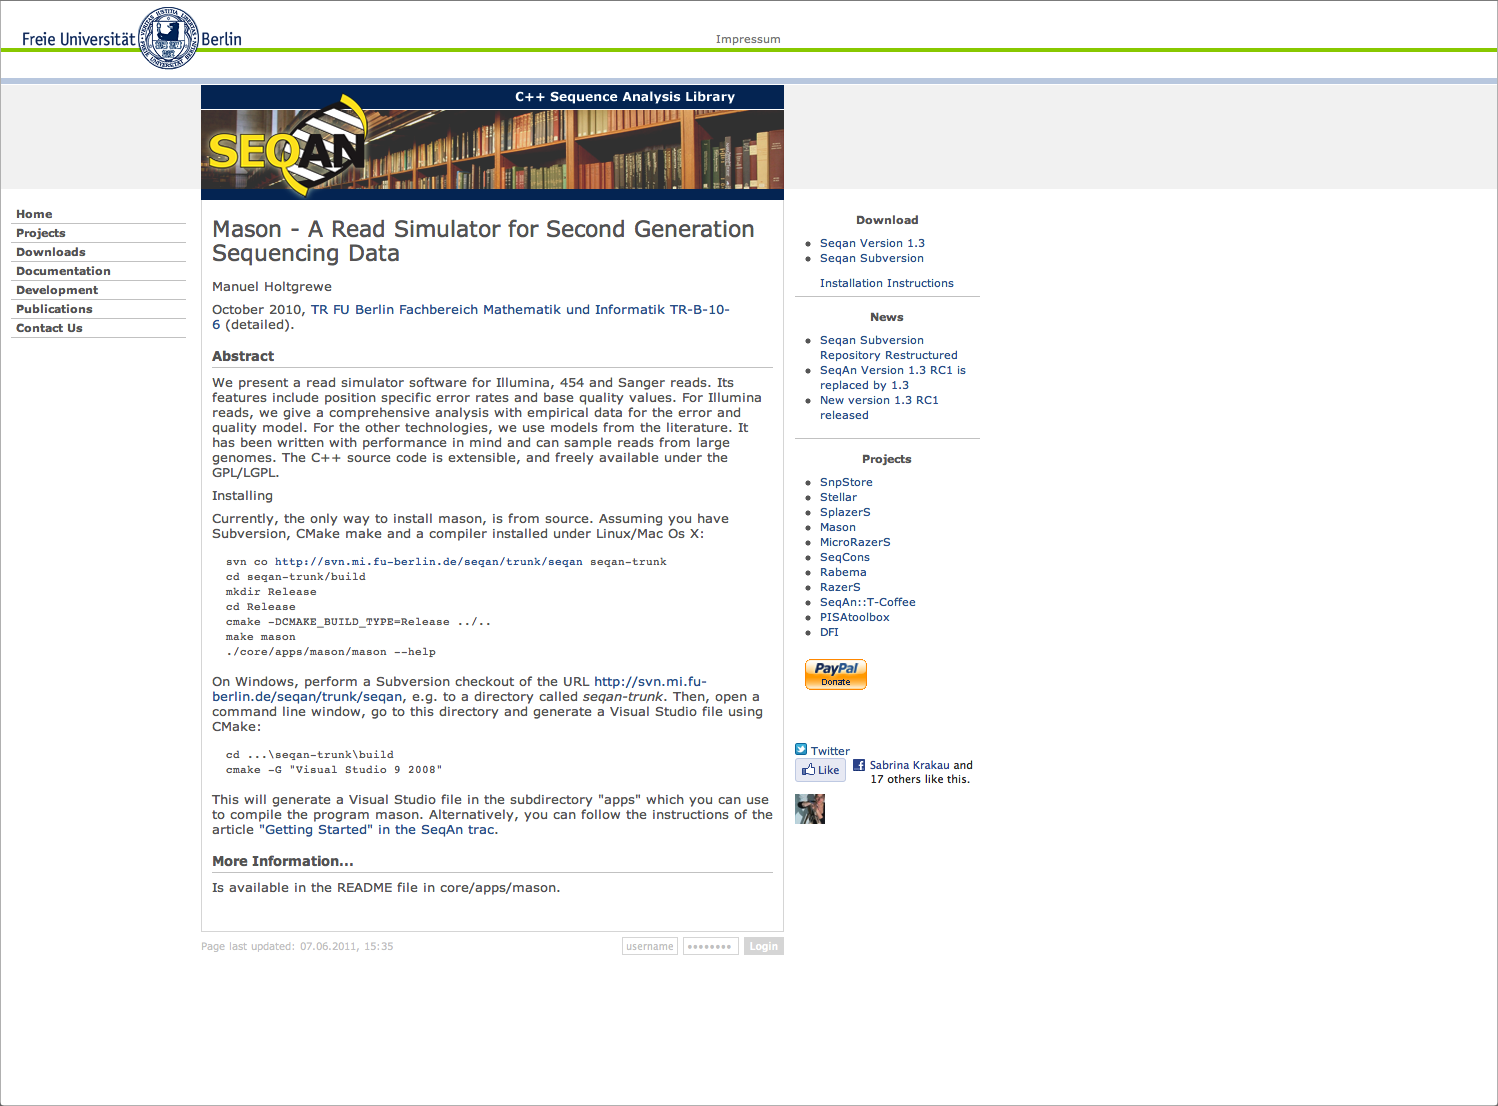 Freie Universität Berlin
Impressum
C++ Sequence Analysis Library
SEQAN
Home
Projects
Downloads
Documentation
Development
Publications
Contact Us
Mason - A Read Simulator for Second Generation
Sequencing Data
Manuel Holtgrewe
October 2010, TR FU Berlin Fachbereich Mathematik und Informatik TR-B-10-
6 (detailed).
Abstract
We present a read simulator software for Illumina, 454 and Sanger reads. Its
features include position specific error rates and base quality values. For Illumina
reads, we give a comprehensive analysis with empirical data for the error and
quality model. For the other technologies, we use models from the literature. It
has been written with performance in mind and can sample reads from large
genomes. The C++ source code is extensible, and freely available under the
GPL/LGPL.
Installing
Currently, the only way to install mason, is from source. Assuming you have
Subversion, CMake make and a compiler installed under Linux/Mac Os X:
svn co http://svn.mi.fu-berlin.de/seqan/trunk/seqan seqan-trunk
cd seqan-trunk/build
mkdir Release
cd Release
cmake -DCMAKE_BUILD_TYPE=Release ../..
make mason
./core/apps/mason/mason --help
On Windows, perform a Subversion checkout of the URL http://svn.mi.fu-
berlin.de/seqan/trunk/seqan, e.g. to a directory called seqan-trunk. Then, open a
command line window, go to this directory and generate a Visual Studio file using
CMake:
cd ...\seqan-trunk\build
cmake -G "Visual Studio 9 2008"
This will generate a Visual Studio file in the subdirectory "apps" which you can use
to compile the program mason. Alternatively, you can follow the instructions of the
article "Getting Started" in the SeqAn trac.
More Information...
Is available in the README file in core/apps/mason.
Page last updated: 07.06.2011, 15:35
username •••••••• Login
Download
Seqan Version 1.3
Seqan Subversion
Installation Instructions
News
Seqan Subversion
Repository Restructured
SeqAn Version 1.3 RC1 is
replaced by 1.3
New version 1.3 RC1
released
Projects
SnpStore
Stellar
SplazerS
Mason
MicroRazerS
SeqCons
Rabema
RazerS
SeqAn::T-Coffee
PISAtoolbox
DFI
PayPal
Donate
Twitter
Like
Sabrina Krakau and
17 others like this.